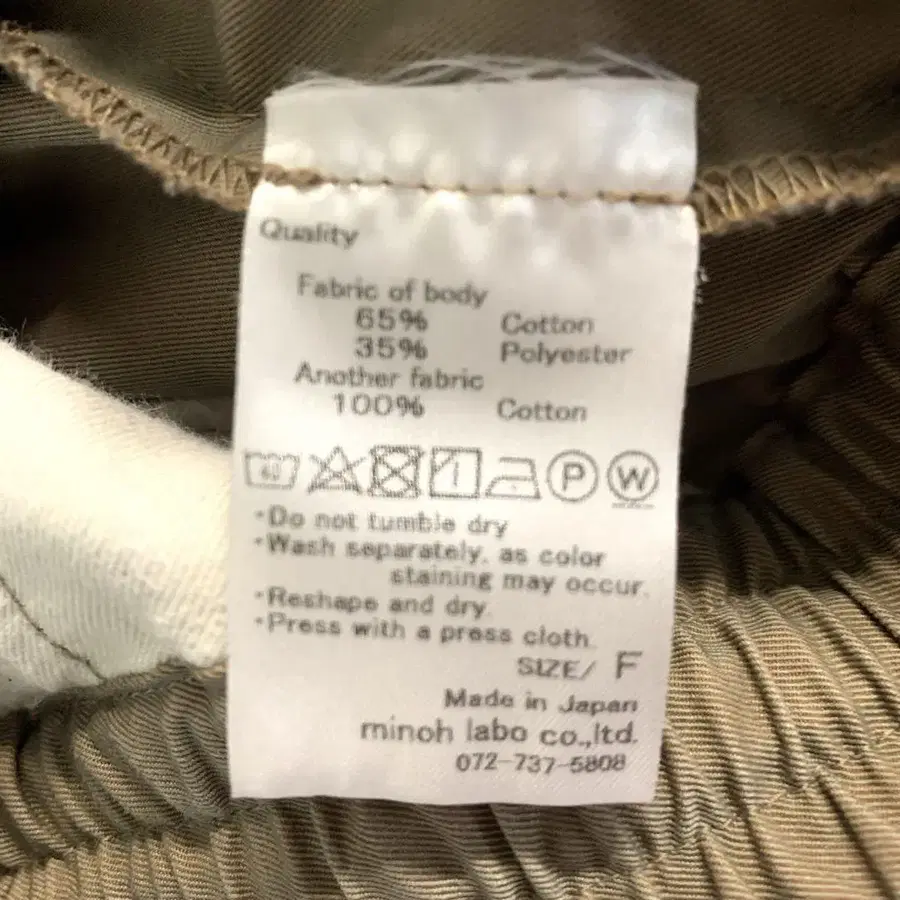 Quality
Fabric of body
65% Cotton
35% Polyester
Another fabric
100% Cotton
40 P W
・Do not tumble dry
・Wash separately, as color
staining may occur.
・Reshape and dry.
・Press with a press cloth.
SIZE/ F
Made in Japan
minoh labo co.,ltd.
072-737-5808